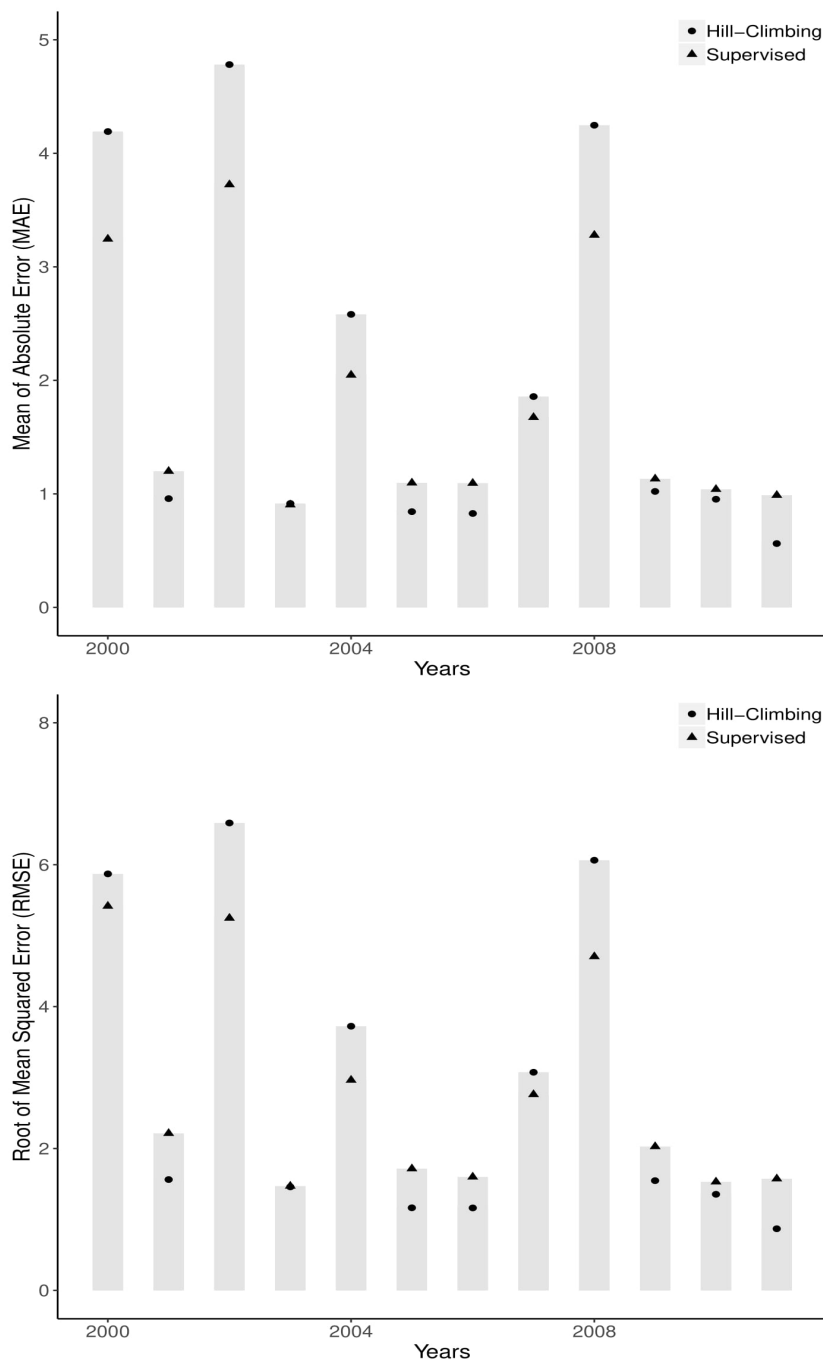 Hill−Climbing
Supervised
Mean of Absolute Error (MAE)
5
4
3
2
1
0
2000 2004 2008
Years
Hill−Climbing
Supervised
Root of Mean Squared Error (RMSE)
8
6
4
2
0
2000 2004 2008
Years